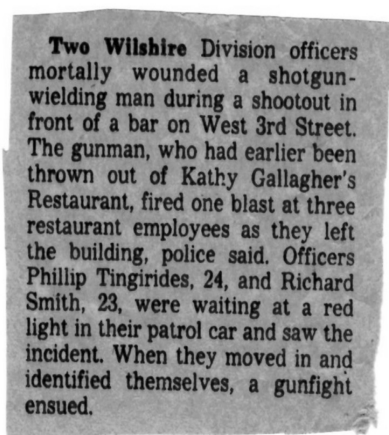 Two Wilshire Division officers
mortally wounded a shotgun-
wielding man during a shootout in
front of a bar on West 3rd Street.
The gunman, who had earlier been
thrown out of Kathy Gallagher's
Restaurant, fired one blast at three
restaurant employees as they left
the building, police said. Officers
Phillip Tingirides, 24, and Richard
Smith, 23, were waiting at a red
light in their patrol car and saw the
incident. When they moved in and
identified themselves, a gunfight
ensued.